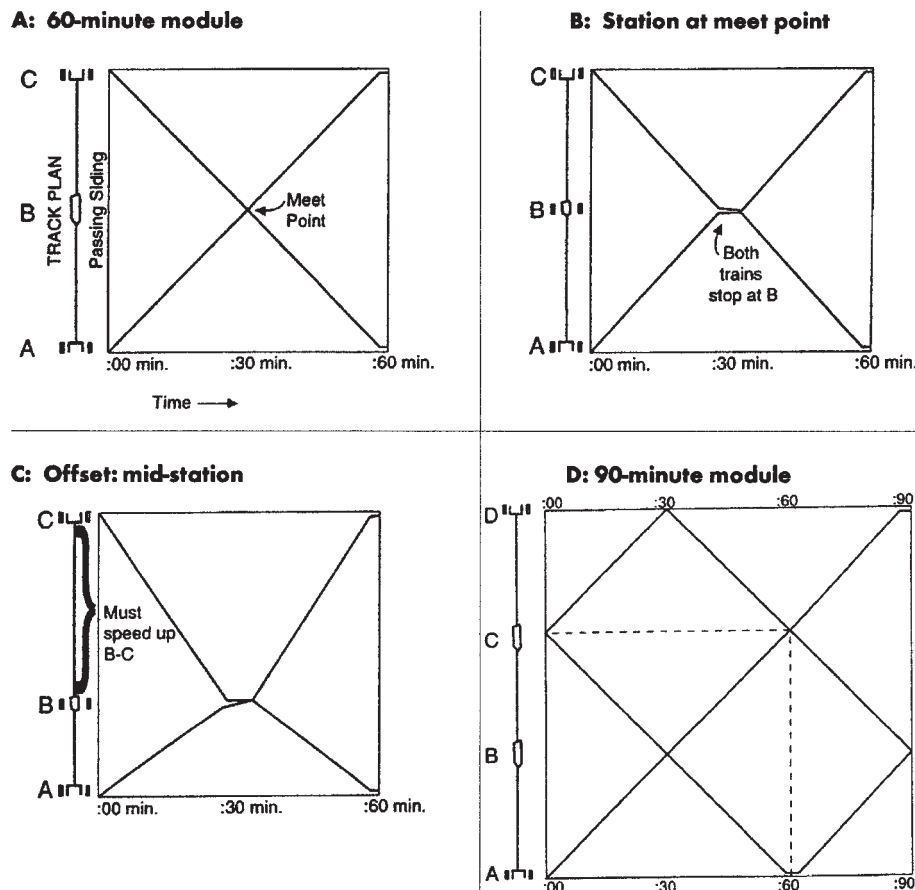 A: 60-minute module
C
B
A
TRACK PLAN
Passing Siding
Meet
Point
:00 min.
:30 min.
:60 min.
Time
B: Station at meet point
C
B
A
Both
trains
stop at B
:00 min.
:30 min.
:60 min.
C: Offset: mid-station
C
B
A
Must
speed up
B-C
:00 min.
:30 min.
:60 min.
D: 90-minute module
:00
:30
:60
:90
D
C
B
A
:00
:30
:60
:90